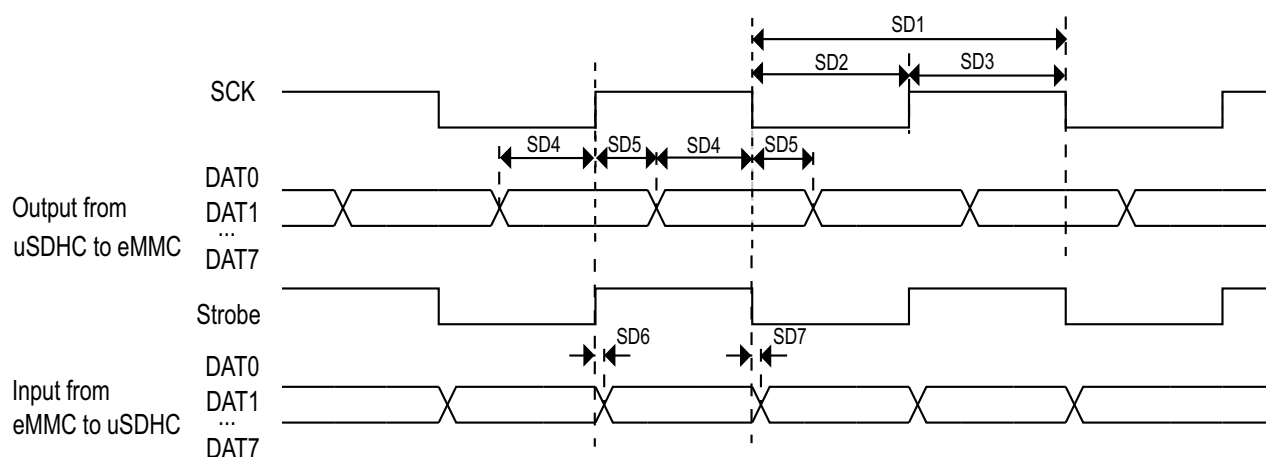 SD1
SD2 SD3
SCK
SD4 SD5 SD4 SD5
DAT0
Output from DAT1
...
uSDHC to eMMC
DAT7
Strobe
SD6 SD7
DAT0
Input from DAT1
...
eMMC to uSDHC
DAT7